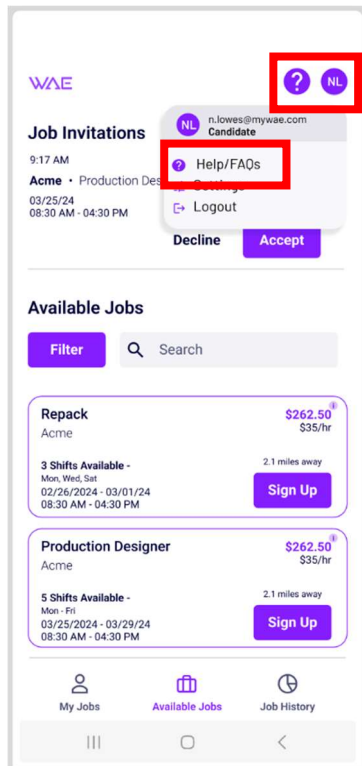 WAE
?
NL
NL
n.lowes@mywae.com
Candidate
Job Invitations
9:17 AM
? Help/FAQs
Acme • Production Des
Settings
03/25/24
08:30 AM - 04:30 PM
Logout
Decline
Accept
Available Jobs
Filter
Search
Repack
$262.50 i
Acme
$35/hr
3 Shifts Available -
2.1 miles away
Mon, Wed, Sat
02/26/2024 - 03/01/24
Sign Up
08:30 AM - 04:30 PM
Production Designer
$262.50 i
Acme
$35/hr
5 Shifts Available -
2.1 miles away
Mon - Fri
03/25/2024 - 03/29/24
Sign Up
08:30 AM - 04:30 PM
My Jobs
Available Jobs
Job History